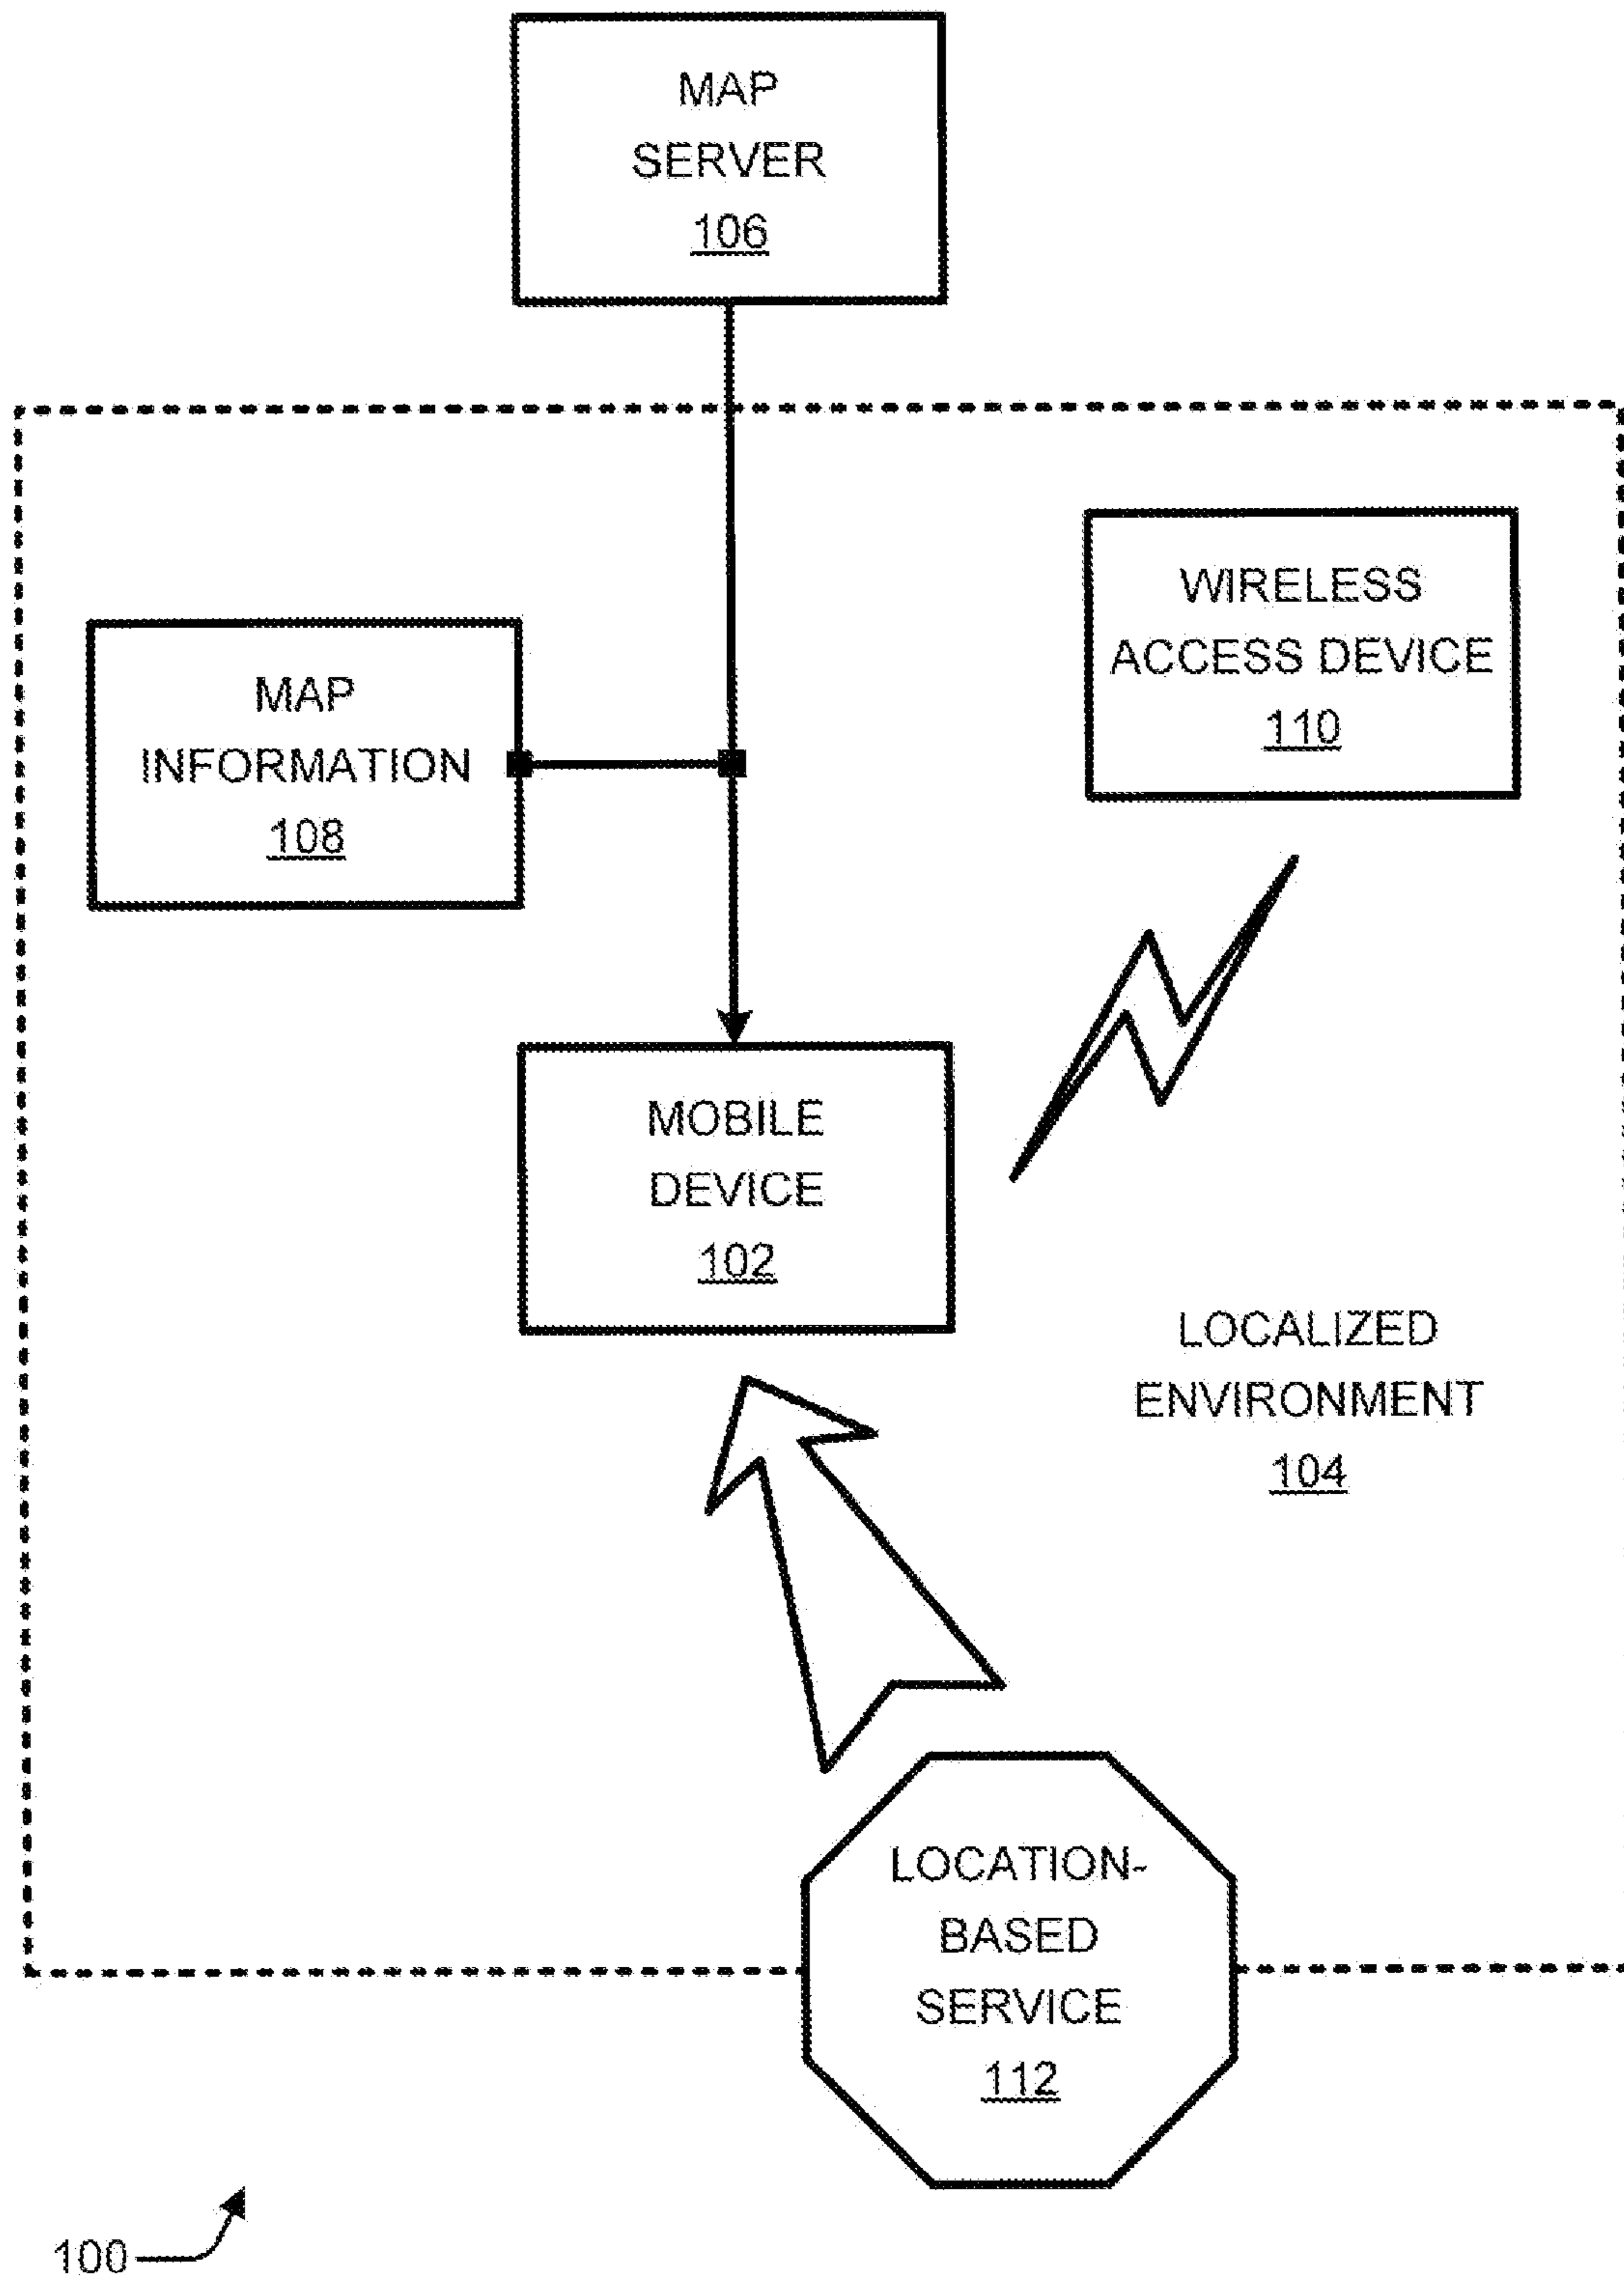 MAP
SERVER
106
WIRELESS
ACCESS DEVICE
110
MAP
INFORMATION
108
MOBILE
DEVICE
102
LOCALIZED
ENVIRONMENT
104
LOCATION-
BASED
SERVICE
112
100